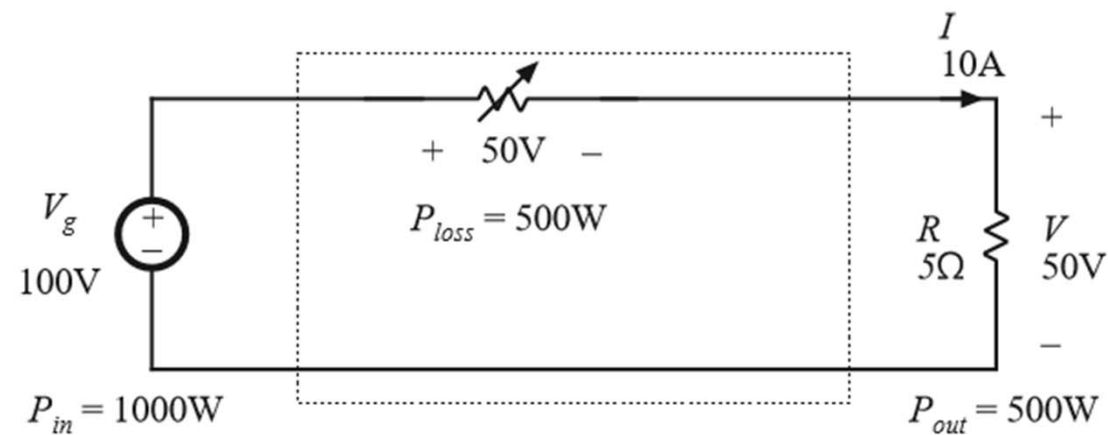 I
10A
+
+ 50V −
V_g
+
−
100V
P_loss = 500W
R
5Ω
V
50V
−
P_in = 1000W
P_out = 500W